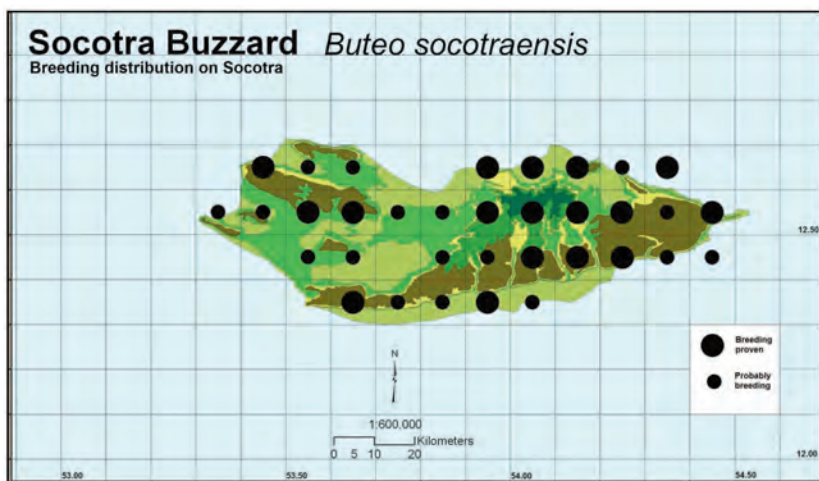 Socotra Buzzard Buteo socotraensis
Breeding distribution on Socotra
12.50
Breeding
proven
Probably
breeding
N
1:600,000
Kilometers
0 5 10 20
12.00
53.00 53.50 54.00 54.50